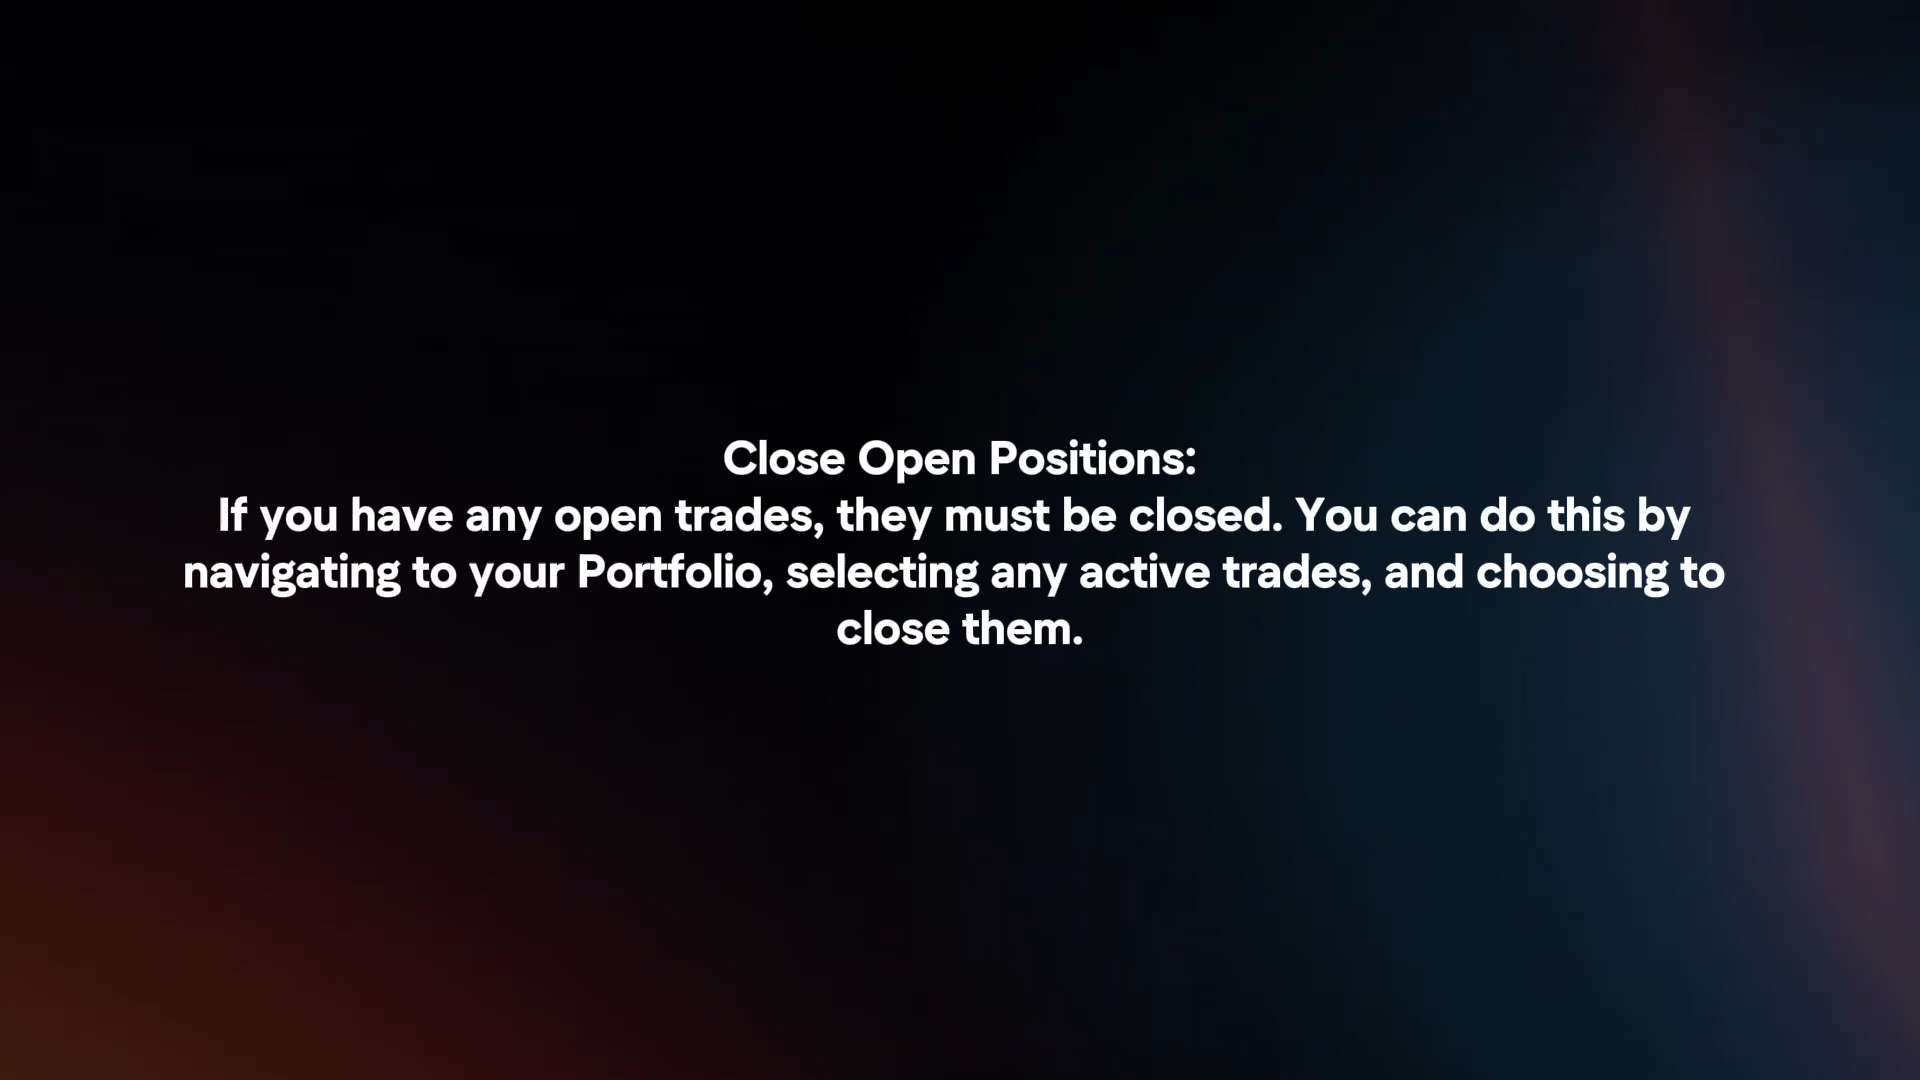 Close Open Positions:
If you have any open trades, they must be closed. You can do this by
navigating to your Portfolio, selecting any active trades, and choosing to
close them.